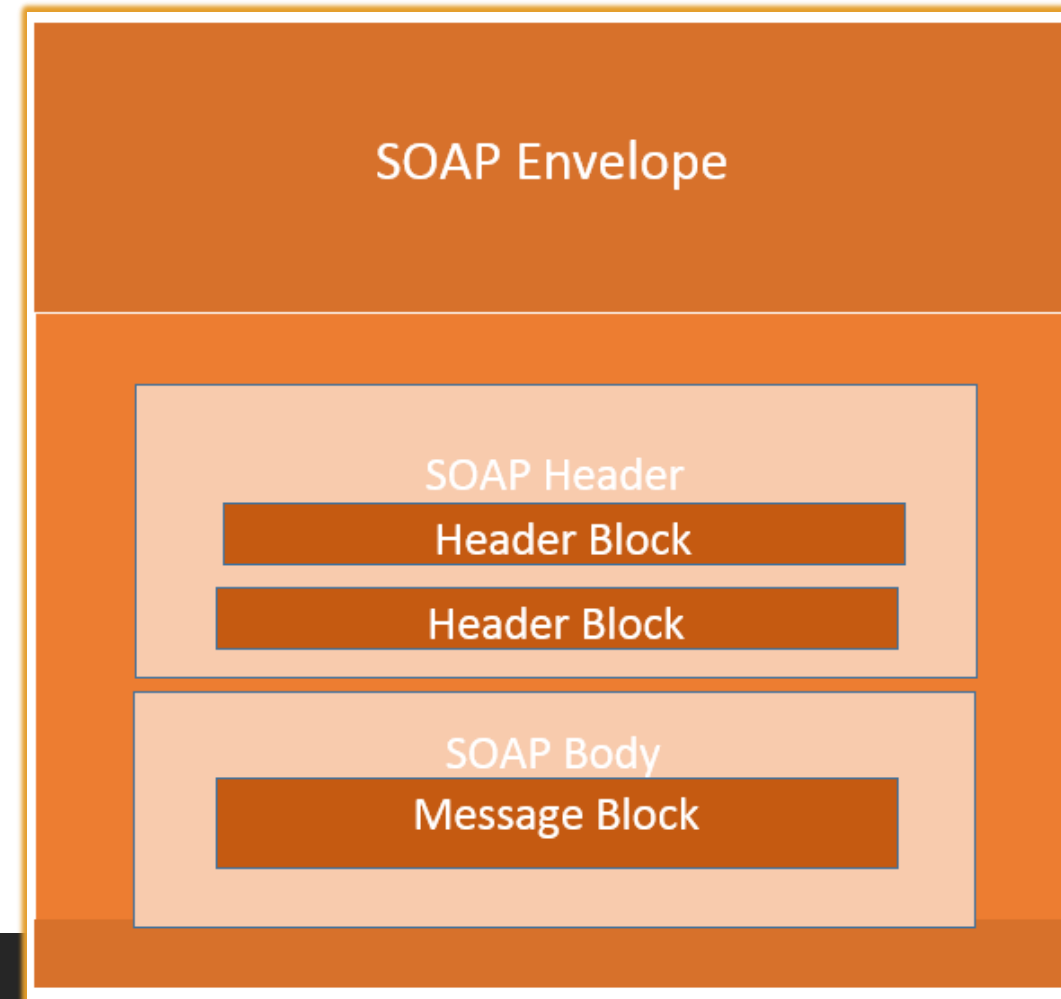 SOAP Envelope
SOAP Header
Header Block
Header Block
SOAP Body
Message Block